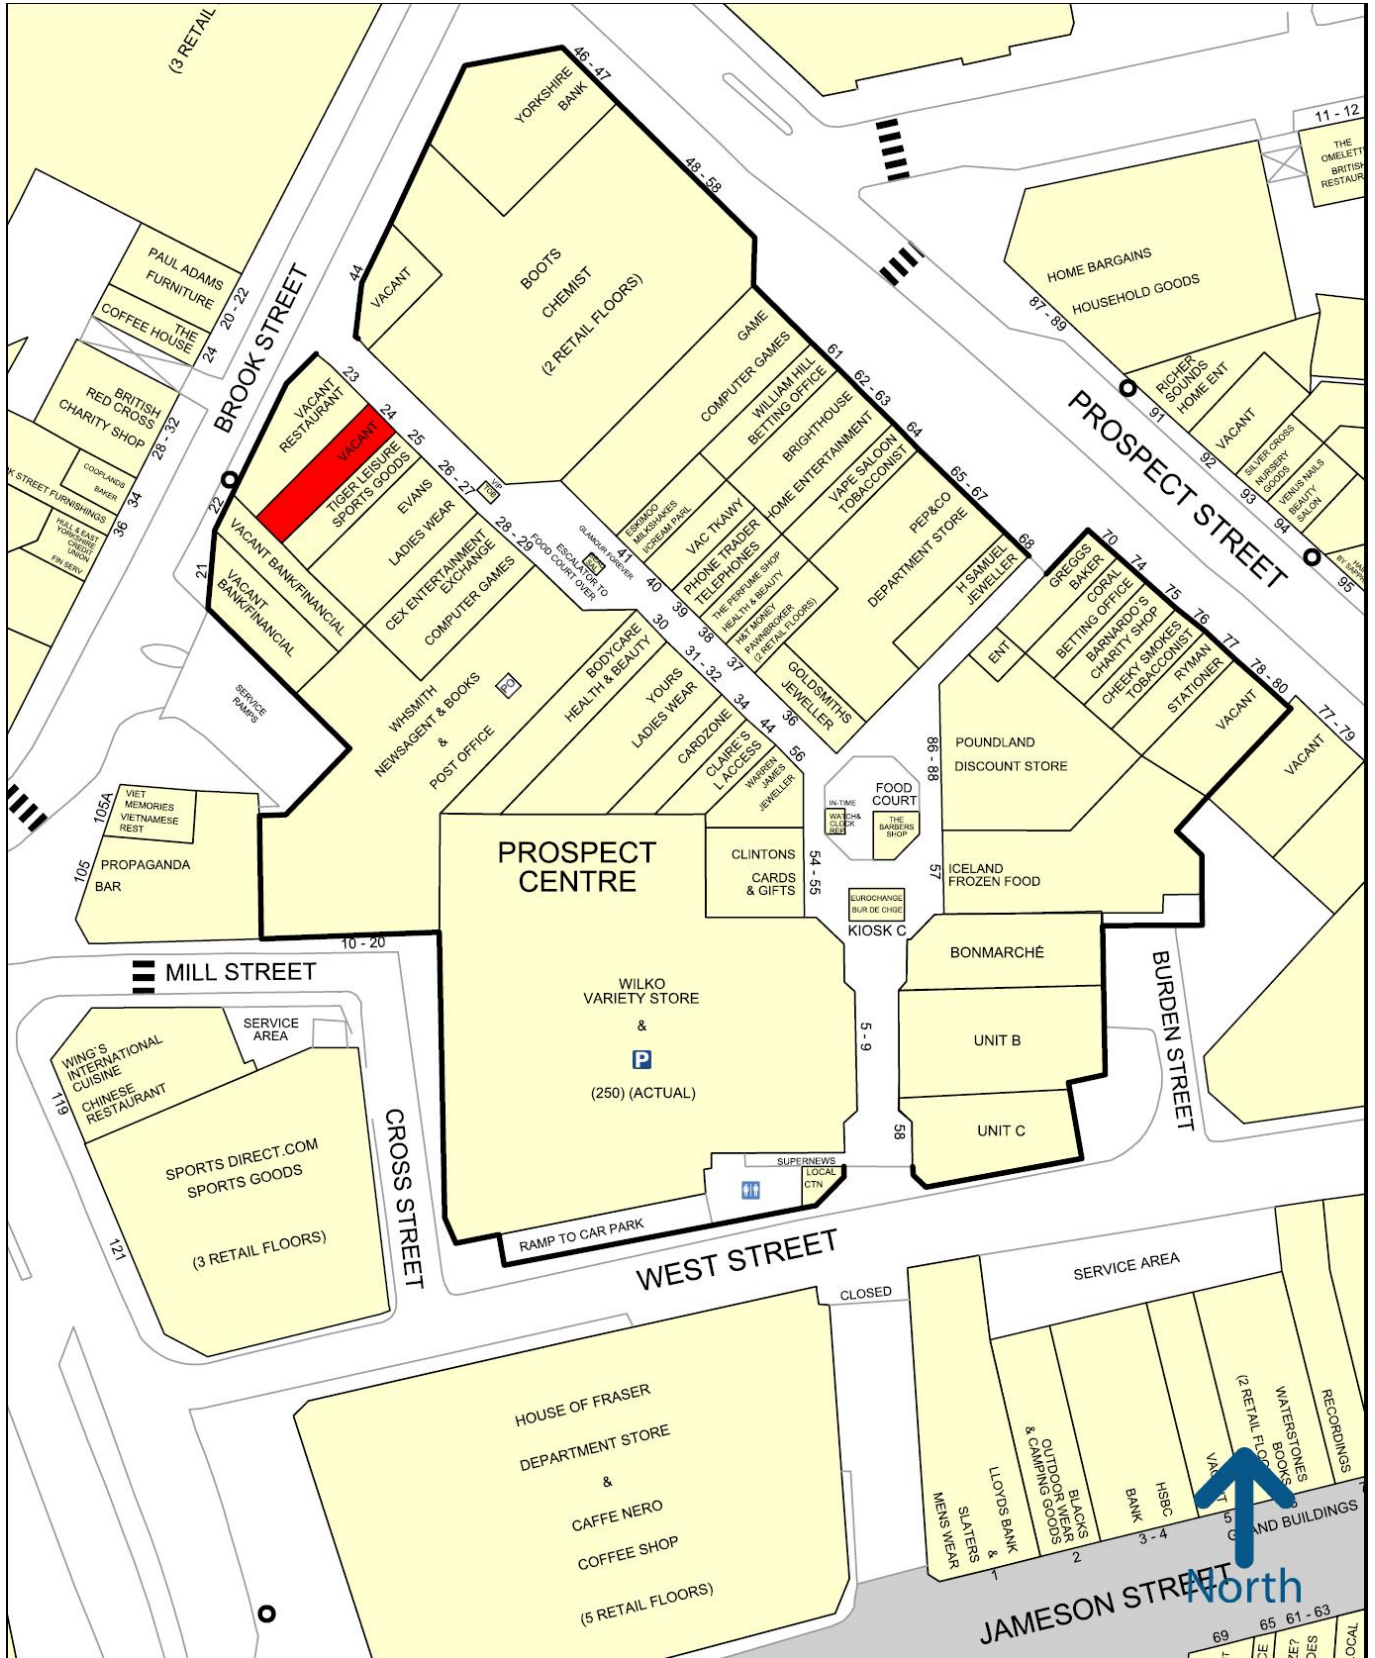 (3 RETAIL
46 - 47
YORKSHIRE
BANK
48 - 58
11 - 12
THE
OMELETT
BRITISH
RESTAUR
BOOTS
CHEMIST
(2 RETAIL FLOORS)
44
VACANT
PAUL ADAMS
FURNITURE
20 - 22
THE
COFFEE HOUSE
24
BROOK STREET
BRITISH
RED CROSS
CHARITY SHOP
28 - 32
COOPLANDS
BAKER
34
K STREET FURNISHINGS
36
HULL & EAST
YORKSHIRE
CREDIT
UNION
FIN SERV
HOME BARGAINS
HOUSEHOLD GOODS
87 - 89
RICHER
SOUNDS
HOME ENT
91
VACANT
92
SILVER CROSS
NURSERY
GOODS
93
VENUS NAILS
BEAUTY
SALON
94
BY SAPPH
95
PROSPECT STREET
GAME
COMPUTER GAMES
61
WILLIAM HILL
BETTING OFFICE
62 - 63
BRIGHTHOUSE
HOME ENTERTAINMENT
64
VAPE SALOON
TOBACCONIST
65 - 67
PEP&CO
DEPARTMENT STORE
68
H SAMUEL
JEWELLER
23
VACANT
RESTAURANT
24
VACANT
25
TIGER LEISURE
SPORTS GOODS
26 - 27
EVANS
LADIES WEAR
VIP
TOB
28 - 29
CEX ENTERTAINMENT
EXCHANGE
COMPUTER GAMES
ESCALATOR TO
FOOD COURT OVER
GLAMOUR FOREVER
SAL
22
VACANT BANK/FINANCIAL
21
VACANT
BANK/FINANCIAL
SERVICE
RAMPS
ESKIMOO
MILKSHAKES
I/CREAM PARL
41
VAC TKAWY
40
PHONE TRADER
TELEPHONES
39
THE PERFUME SHOP
HEALTH & BEAUTY
38
H&T MONEY
PAWNBROKER
(2 RETAIL FLOORS)
37
GOLDSMITHS
JEWELLER
36
30
BODYCARE
HEALTH & BEAUTY
31 - 32
YOURS
LADIES WEAR
34
CARDZONE
44
CLAIRE'S
L ACCESS
56
WARREN
JAMES
JEWELLER
WHSMITH
NEWSAGENT & BOOKS
&
POST OFFICE
PO
70
GREGGS
BAKER
74
CORAL
BETTING OFFICE
75
BARNARDO'S
CHARITY SHOP
76
CHEEKY SMOKES
TOBACCONIST
77
RYMAN
STATIONER
78 - 80
VACANT
77 - 79
VACANT
ENT
86 - 88
POUNDLAND
DISCOUNT STORE
FOOD
COURT
IN-TIME
WATCH&
CLOCK
REP
THE
BARBERS
SHOP
57
ICELAND
FROZEN FOOD
105A
VIET
MEMORIES
VIETNAMESE
REST
105
PROPAGANDA
BAR
PROSPECT
CENTRE
CLINTONS
CARDS
& GIFTS
54 - 55
EUROCHANGE
BUR DE CHGE
KIOSK C
10 - 20
MILL STREET
BONMARCHÉ
WILKO
VARIETY STORE
&
P
(250) (ACTUAL)
5 - 9
UNIT B
58
UNIT C
BURDEN STREET
SERVICE
AREA
WING'S
INTERNATIONAL
CUISINE
CHINESE
RESTAURANT
119
SPORTS DIRECT.COM
SPORTS GOODS
(3 RETAIL FLOORS)
121
CROSS STREET
SUPERNEWS
LOCAL
CTN
RAMP TO CAR PARK
WEST STREET
CLOSED
SERVICE AREA
HOUSE OF FRASER
DEPARTMENT STORE
&
CAFFE NERO
COFFEE SHOP
(5 RETAIL FLOORS)
SLATERS
MENS WEAR
&
LLOYDS BANK
1
BLACKS
OUTDOOR WEAR
& CAMPING GOODS
2
HSBC
BANK
3 - 4
5
WATERSTONES
BOOKS
(2 RETAIL
RECORDINGS
BUILDINGS
JAMESON STREET
North
69
65
61 - 63
LOCAL